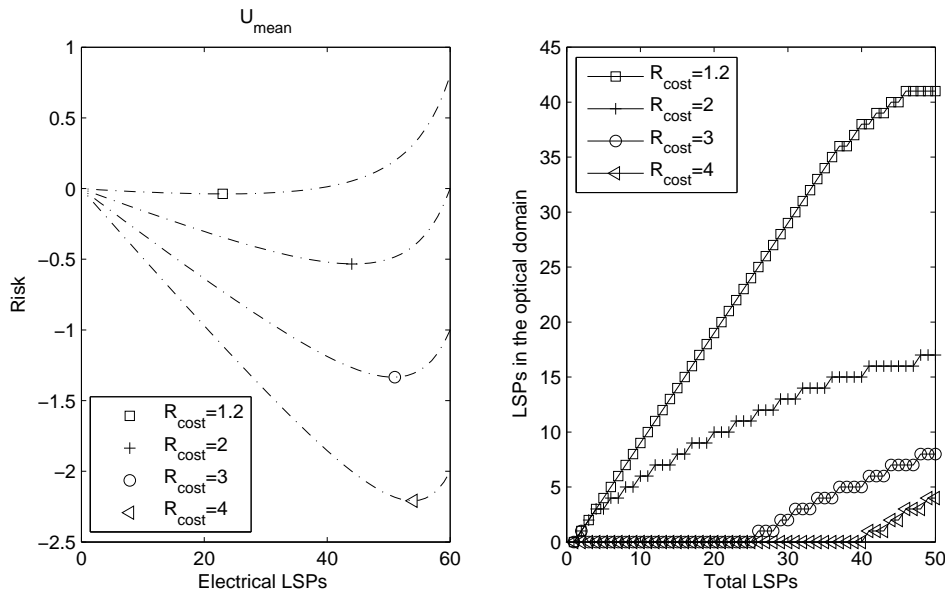 U_mean
1
0.5
0
−0.5
−1
−1.5
−2
−2.5
Risk
R_cost=1.2
R_cost=2
R_cost=3
R_cost=4
0 20 40 60
Electrical LSPs
45
40
35
30
25
20
15
10
5
0
LSPs in the optical domain
R_cost=1.2
R_cost=2
R_cost=3
R_cost=4
0 10 20 30 40 50
Total LSPs